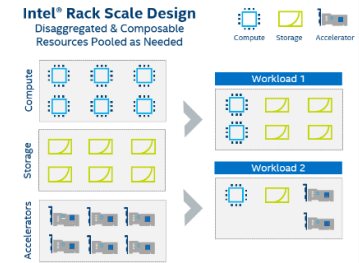 Intel® Rack Scale Design
Disaggregated & Composable
Resources Pooled as Needed
Compute
Storage
Accelerator
Compute
Storage
Accelerators
Workload 1
Workload 2